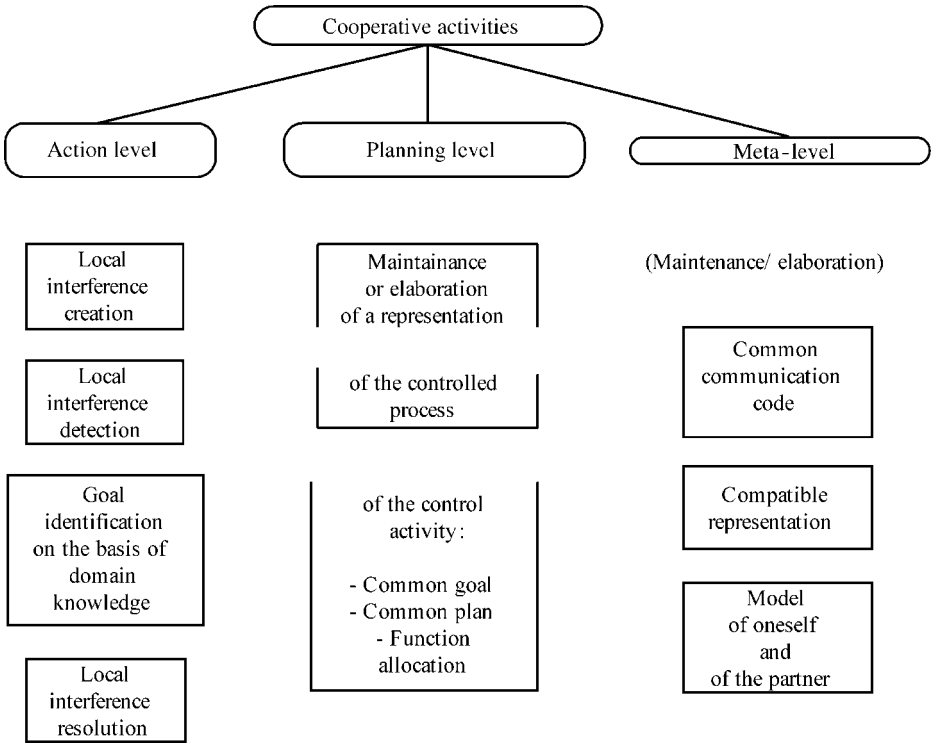 Cooperative activities
Action level
Planning level
Meta-level
Local
interference
creation
Local
interference
detection
Goal
identification
on the basis of
domain
knowledge
Local
interference
resolution
Maintainance
or elaboration
of a representation
of the controlled
process
of the control
activity:
- Common goal
- Common plan
- Function
allocation
(Maintenance/ elaboration)
Common
communication
code
Compatible
representation
Model
of oneself
and
of the partner